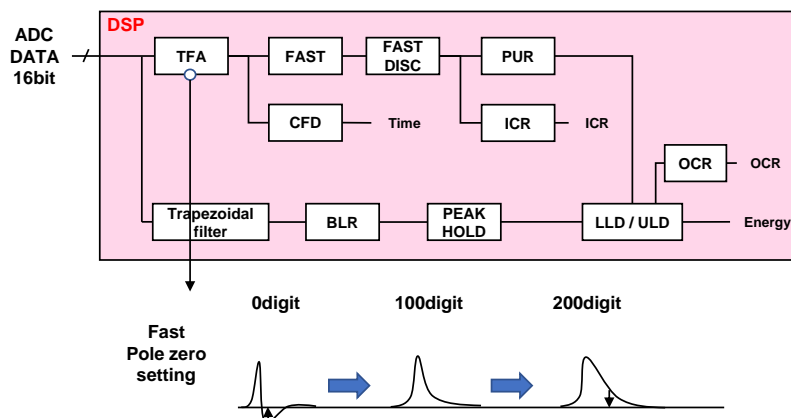 DSP
ADC
DATA
16bit
TFA
FAST
FAST
DISC
PUR
CFD
Time
ICR
ICR
OCR
OCR
Trapezoidal
filter
BLR
PEAK
HOLD
LLD / ULD
Energy
0digit
100digit
200digit
Fast
Pole zero
setting